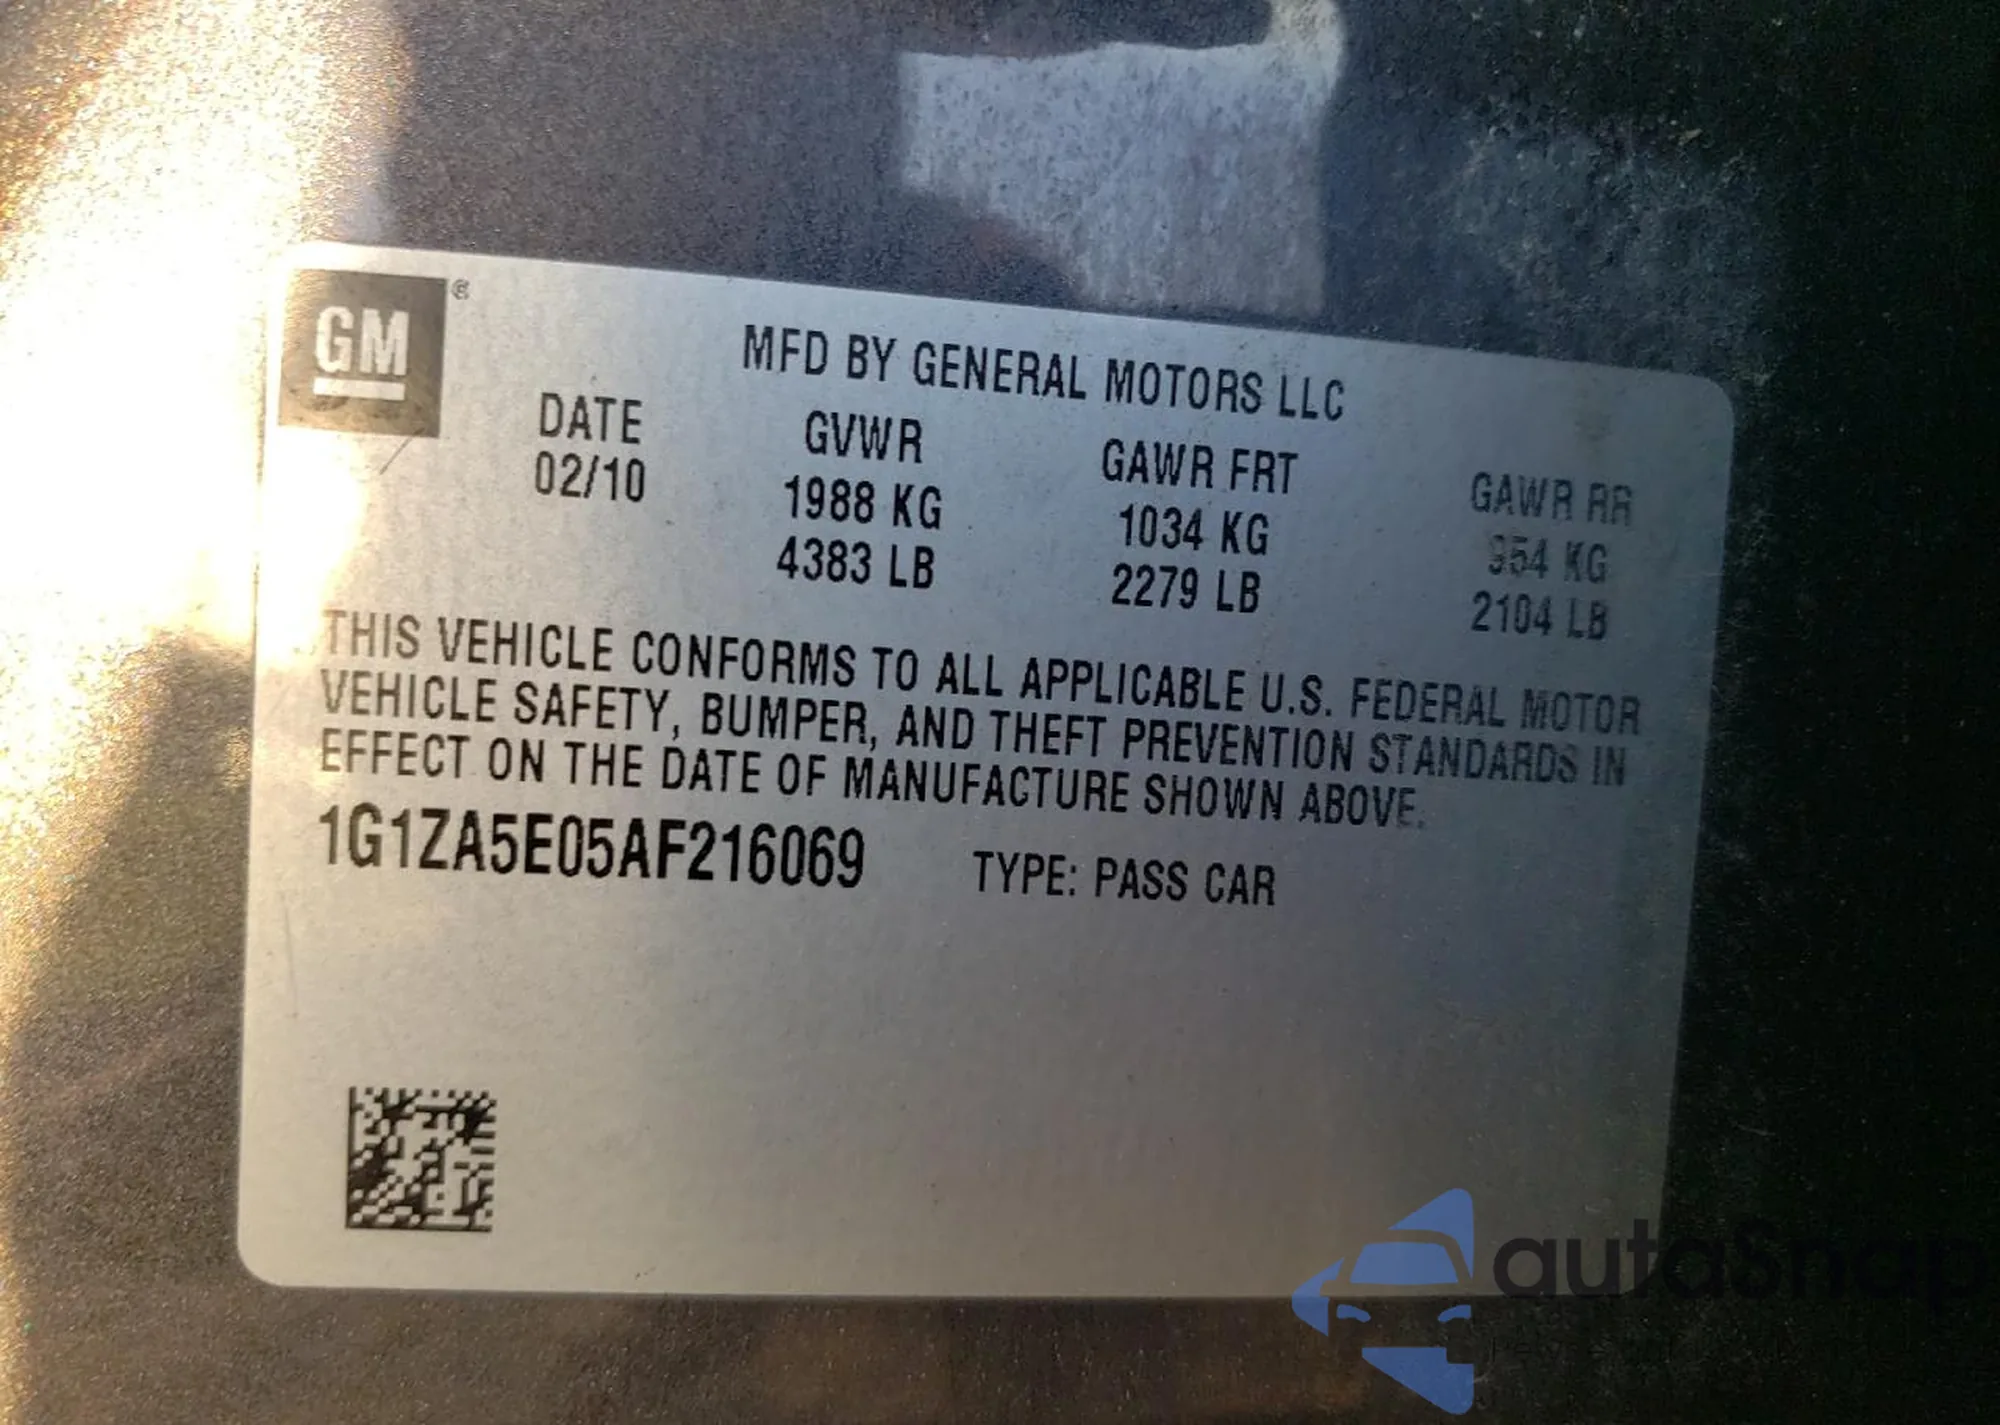 GM
MFD BY GENERAL MOTORS LLC
DATE GVWR GAWR FRT GAWR RR
02/10 1988 KG 1034 KG 954 KG
4383 LB 2279 LB 2104 LB
THIS VEHICLE CONFORMS TO ALL APPLICABLE U.S. FEDERAL MOTOR
VEHICLE SAFETY, BUMPER, AND THEFT PREVENTION STANDARDS IN
EFFECT ON THE DATE OF MANUFACTURE SHOWN ABOVE.
1G1ZA5E05AF216069 TYPE: PASS CAR
autaSnap